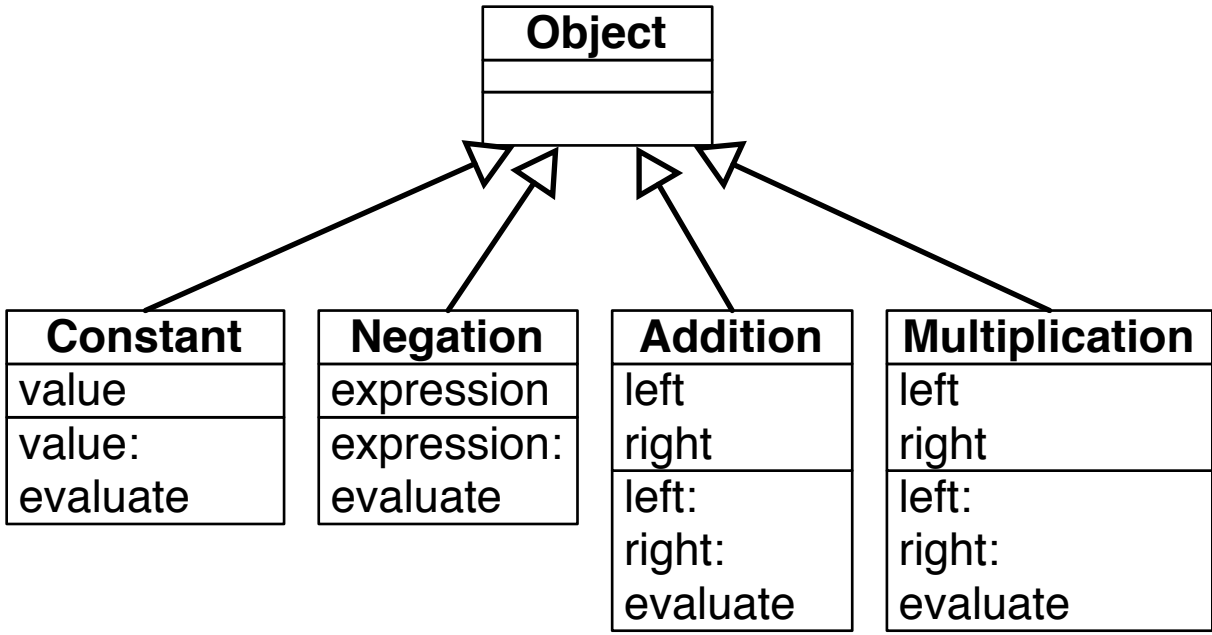 Object
Constant
value
value:
evaluate
Negation
expression
expression:
evaluate
Addition
left
right
left:
right:
evaluate
Multiplication
left
right
left:
right:
evaluate